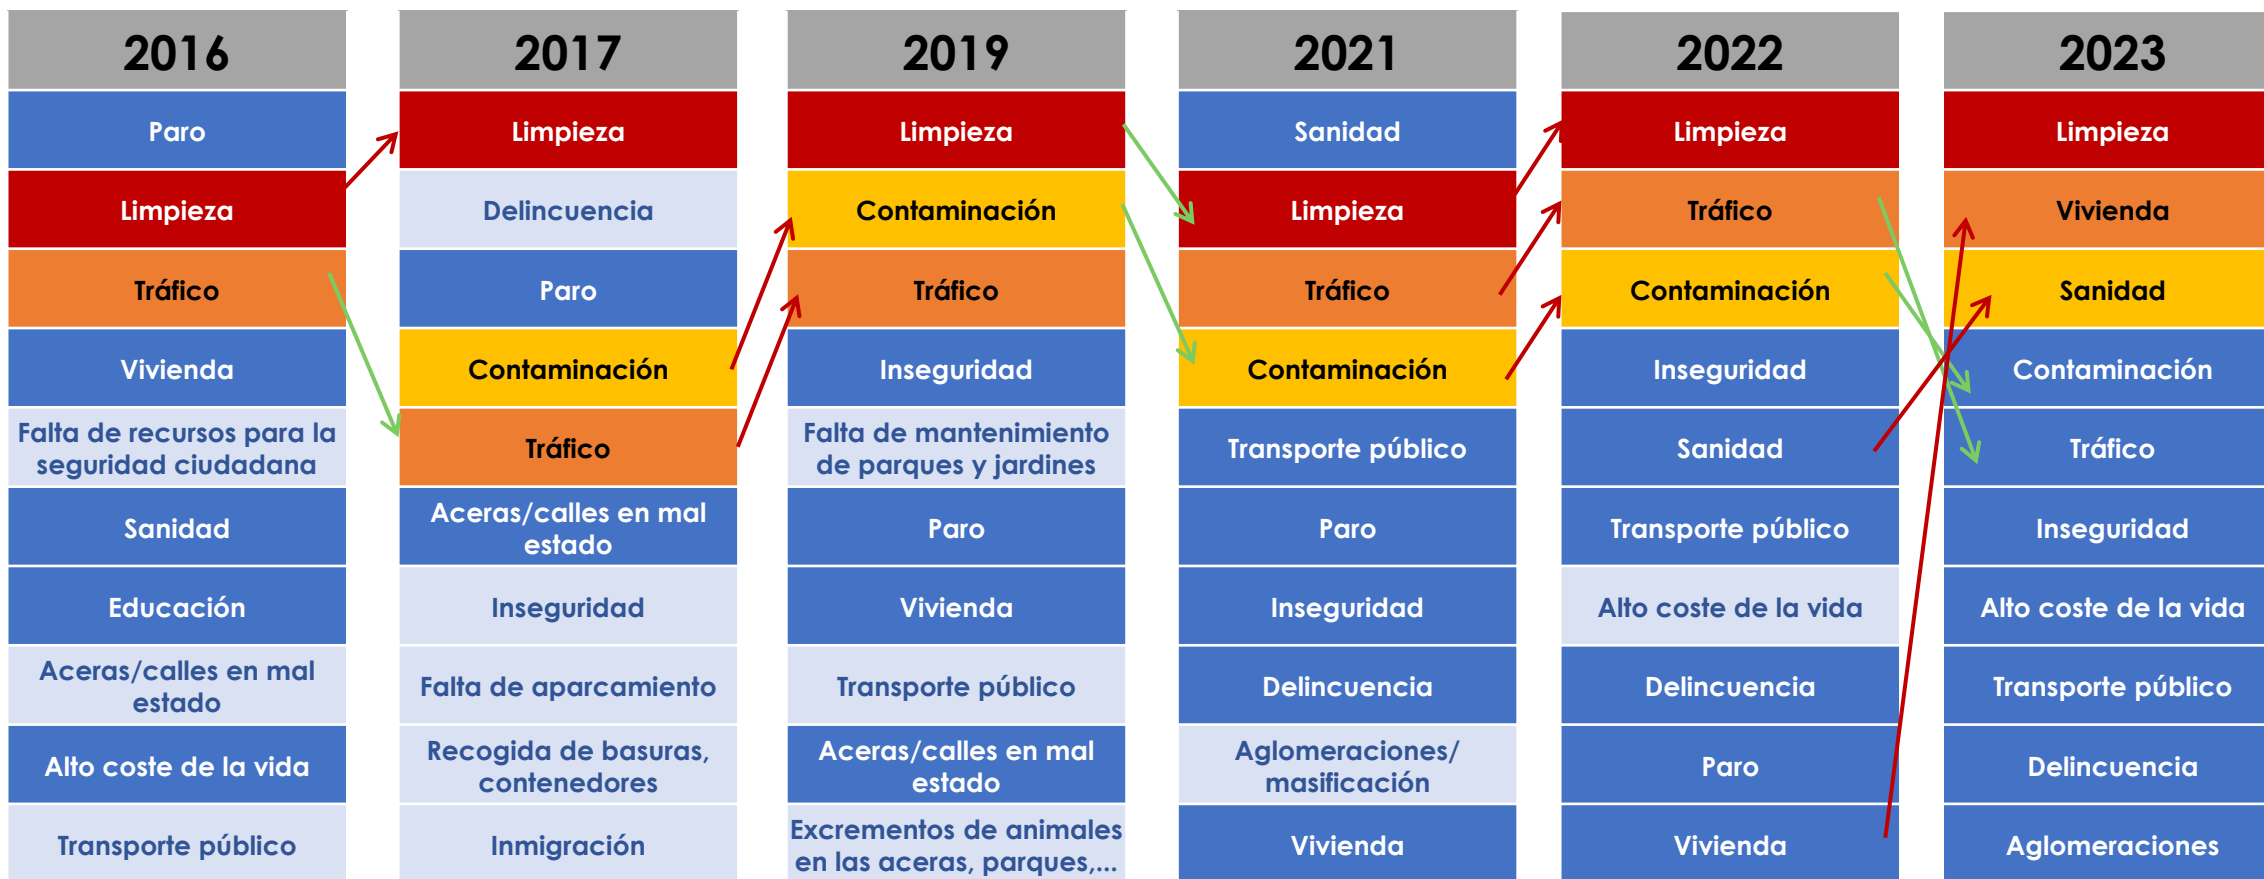 2016
Paro
Limpieza
Tráfico
Vivienda
Falta de recursos para la
seguridad ciudadana
Sanidad
Educación
Aceras/calles en mal
estado
Alto coste de la vida
Transporte público
2017
Limpieza
Delincuencia
Paro
Contaminación
Tráfico
Aceras/calles en mal
estado
Inseguridad
Falta de aparcamiento
Recogida de basuras,
contenedores
Inmigración
2019
Limpieza
Contaminación
Tráfico
Inseguridad
Falta de mantenimiento
de parques y jardines
Paro
Vivienda
Transporte público
Aceras/calles en mal
estado
Excrementos de animales
en las aceras, parques,...
2021
Sanidad
Limpieza
Tráfico
Contaminación
Transporte público
Paro
Inseguridad
Delincuencia
Aglomeraciones/
masificación
Vivienda
2022
Limpieza
Tráfico
Contaminación
Inseguridad
Sanidad
Transporte público
Alto coste de la vida
Delincuencia
Paro
Vivienda
2023
Limpieza
Vivienda
Sanidad
Contaminación
Tráfico
Inseguridad
Alto coste de la vida
Transporte público
Delincuencia
Aglomeraciones